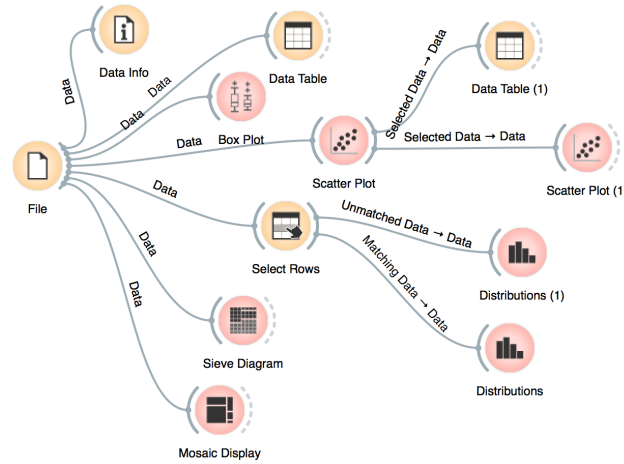 Data Info
Data
Data Table
Data
Data
Box Plot
Selected Data → Data
Data Table (1)
Data
Scatter Plot
Selected Data → Data
Scatter Plot (1
File
Data
Select Rows
Unmatched Data → Data
Distributions (1)
Matching Data → Data
Distributions
Data
Sieve Diagram
Data
Mosaic Display